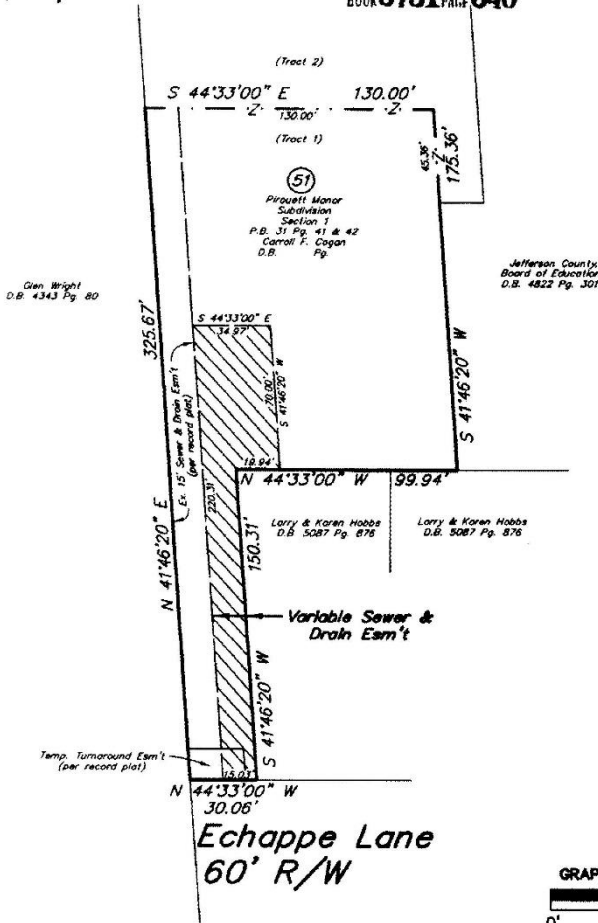 BOOK 5731 PAGE 640
(Tract 2)
S 44°33'00" E 130.00'
Z Z
130.00'
(Tract 1)
45.36'
Z
175.36'
51
Pirouett Manor
Subdivision
Section 1
P.B. 31 Pg. 41 & 42
Carroll F. Cogan
D.B. Pg.
Glen Wright
D.B. 4343 Pg. 80
Jefferson County
Board of Education
D.B. 4822 Pg. 301
325.67'
S 44°33'00" E
34.97'
Ex. 15' Sewer & Drain Esm't
(per record plat)
70.00'
S 41°46'20" W
S 41°46'20" W
19.94'
N 44°33'00" W 99.94'
220.31'
150.31'
Larry & Karen Hobbs
D.B. 5087 Pg. 876
Larry & Karen Hobbs
D.B. 5087 Pg. 876
N 41°46'20" E
Variable Sewer &
Drain Esm't
S 41°46'20" W
Temp. Turnaround Esm't
(per record plat)
15.03'
N 44°33'00" W
30.06'
Echappe Lane
60' R/W
GRAP
0'